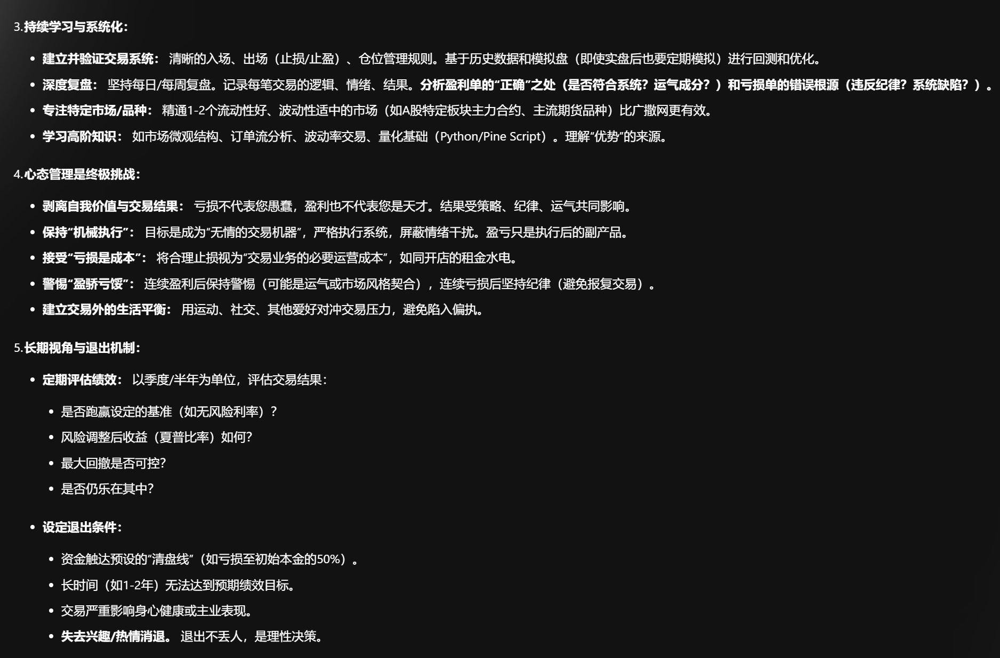 3.持续学习与系统化：
• 建立并验证交易系统： 清晰的入场、出场（止损/止盈）、仓位管理规则。基于历史数据和模拟盘（即使实盘后也要定期模拟）进行回测和优化。
• 深度复盘： 坚持每日/每周复盘。记录每笔交易的逻辑、情绪、结果。分析盈利单的“正确”之处（是否符合系统？运气成分？）和亏损单的错误根源（违反纪律？系统缺陷？）。
• 专注特定市场/品种： 精通1-2个流动性好、波动性适中的市场（如A股特定板块主力合约、主流期货品种）比广撒网更有效。
• 学习高阶知识： 如市场微观结构、订单流分析、波动率交易、量化基础（Python/Pine Script）。理解“优势”的来源。
4.心态管理是终极挑战：
• 剥离自我价值与交易结果： 亏损不代表您愚蠢，盈利也不代表您是天才。结果受策略、纪律、运气共同影响。
• 保持“机械执行”： 目标是成为“无情的交易机器”，严格执行系统，屏蔽情绪干扰。盈亏只是执行后的副产品。
• 接受“亏损是成本”： 将合理止损视为“交易业务的必要运营成本”，如同开店的租金水电。
• 警惕“盈骄亏馁”： 连续盈利后保持警惕（可能是运气或市场风格契合），连续亏损后坚持纪律（避免报复交易）。
• 建立交易外的生活平衡： 用运动、社交、其他爱好对冲交易压力，避免陷入偏执。
5.长期视角与退出机制：
• 定期评估绩效： 以季度/半年为单位，评估交易结果：
• 是否跑赢设定的基准（如无风险利率）？
• 风险调整后收益（夏普比率）如何？
• 最大回撤是否可控？
• 是否仍乐在其中？
• 设定退出条件：
• 资金触达预设的“清盘线”（如亏损至初始本金的50%）。
• 长时间（如1-2年）无法达到预期绩效目标。
• 交易严重影响身心健康或主业表现。
• 失去兴趣/热情消退。 退出不丢人，是理性决策。